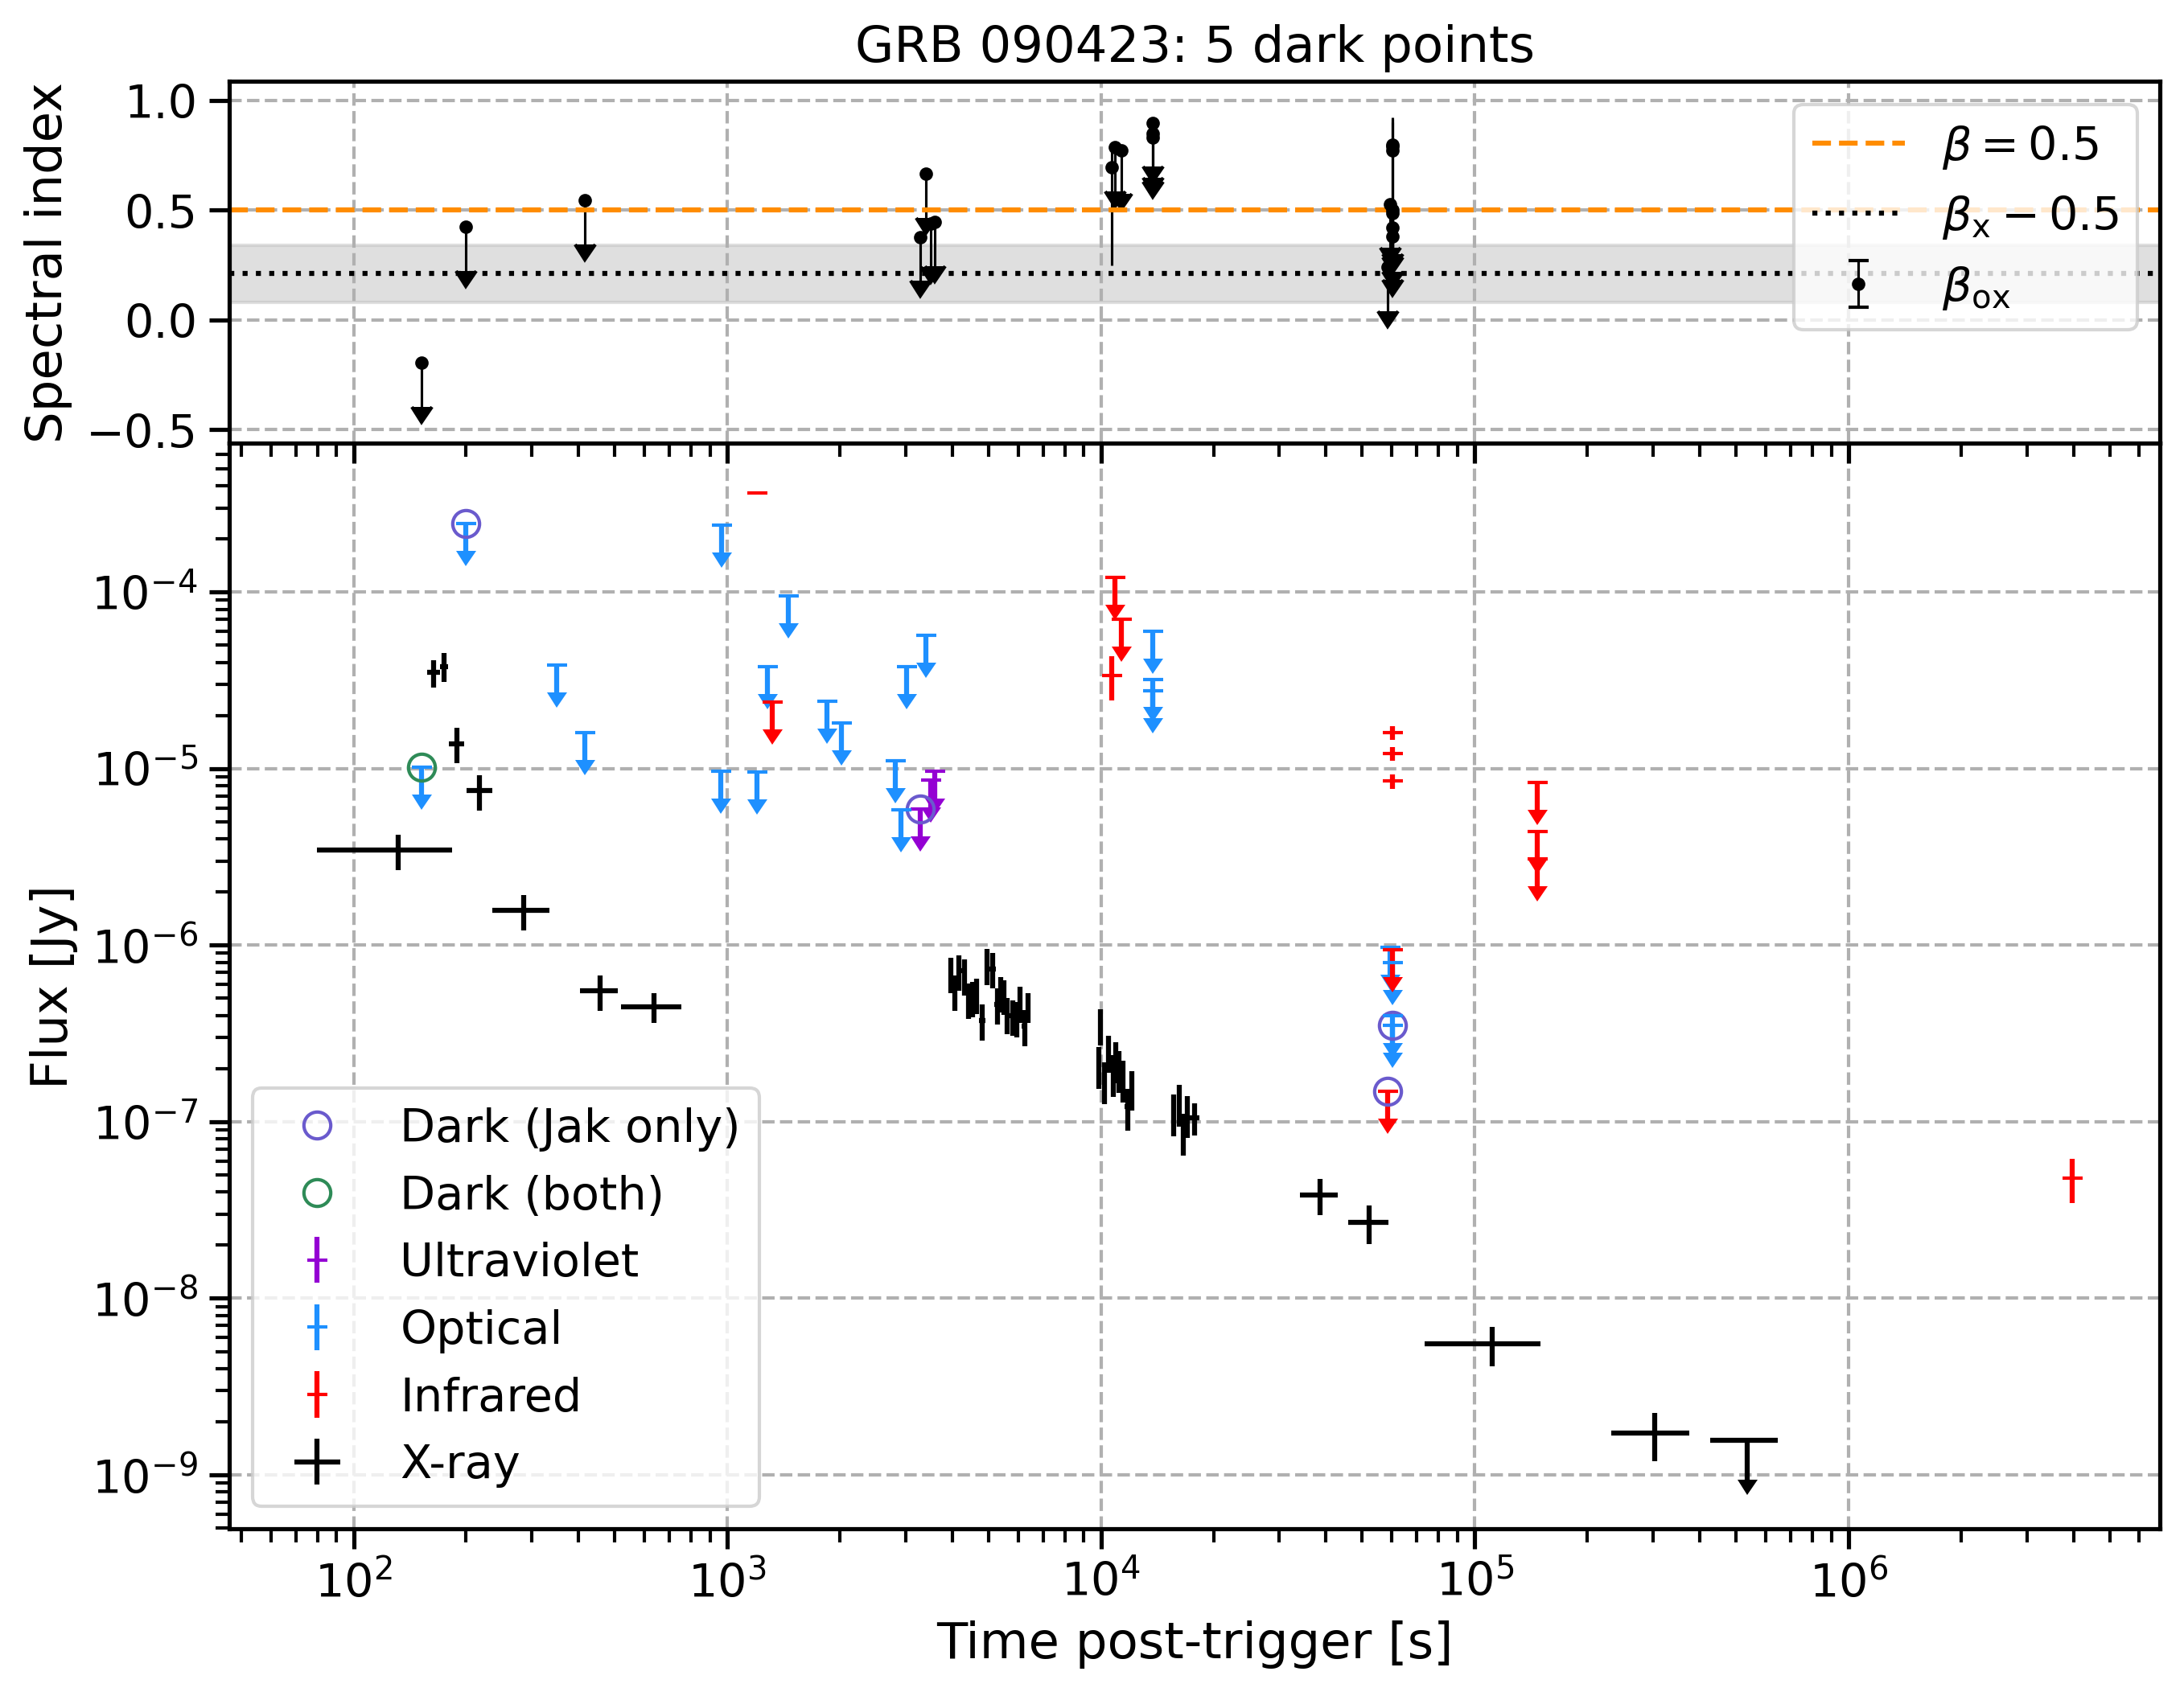 GRB 090423: 5 dark points
Spectral index
1.0
0.5
0.0
−0.5
β = 0.5
βₓ − 0.5
βₒₓ
Flux [Jy]
10⁻⁴
10⁻⁵
10⁻⁶
10⁻⁷
10⁻⁸
10⁻⁹
Dark (Jak only)
Dark (both)
Ultraviolet
Optical
Infrared
X-ray
10² 10³ 10⁴ 10⁵ 10⁶
Time post-trigger [s]